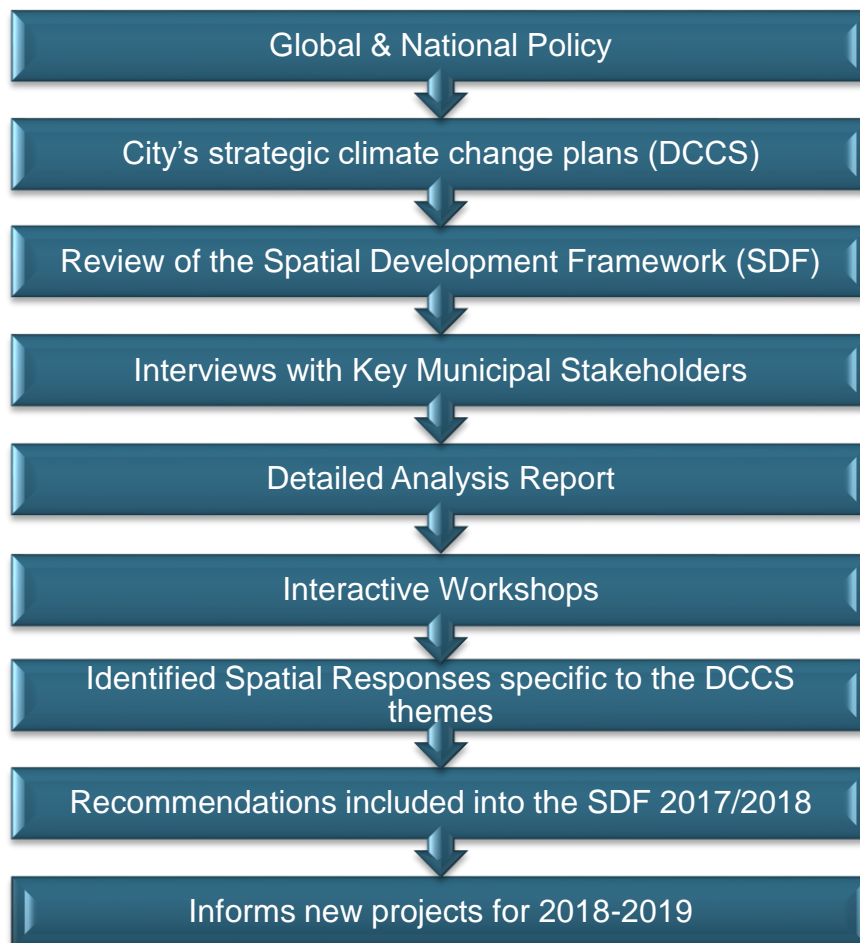 Global & National Policy
City's strategic climate change plans (DCCS)
Review of the Spatial Development Framework (SDF)
Interviews with Key Municipal Stakeholders
Detailed Analysis Report
Interactive Workshops
Identified Spatial Responses specific to the DCCS
themes
Recommendations included into the SDF 2017/2018
Informs new projects for 2018-2019